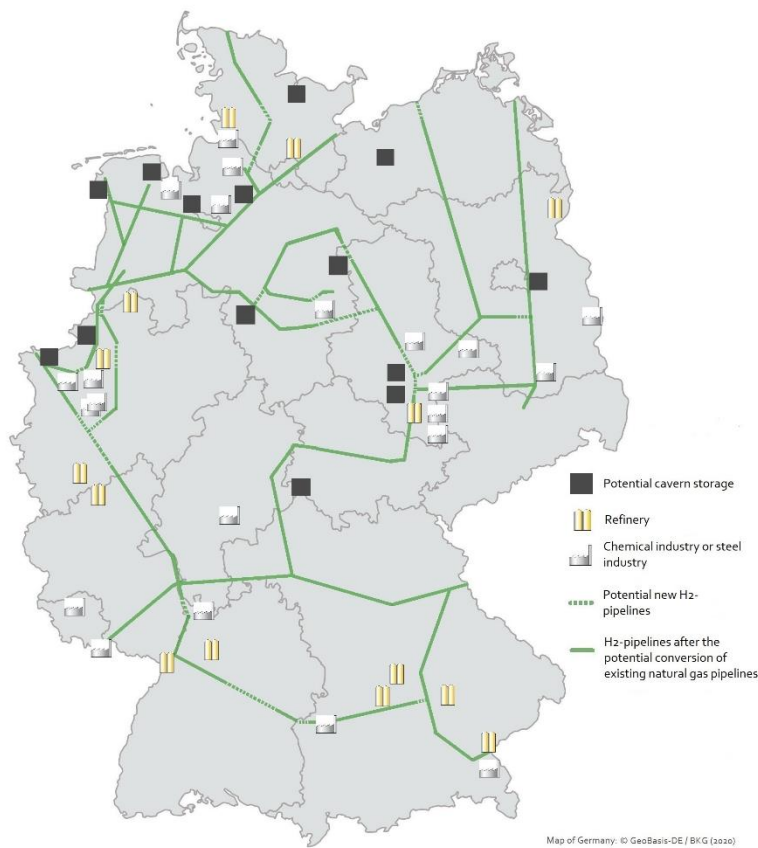 Potential cavern storage
Refinery
Chemical industry or steel
industry
Potential new H2-
pipelines
H2-pipelines after the
potential conversion of
existing natural gas pipelines
Map of Germany: © GeoBasis-DE / BKG (2020)